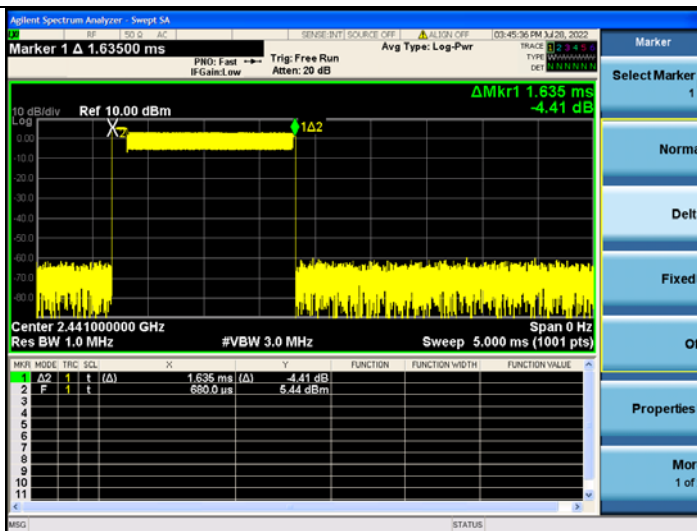 Agilent Spectrum Analyzer - Swept SA
RF 50 Ω AC SENSE:INT SOURCE OFF ALIGN OFF 03:45:36 PM Jul 28, 2022
Marker 1 Δ 1.63500 ms
PNO: Fast
IFGain:Low
Trig: Free Run
Atten: 20 dB
Avg Type: Log-Pwr
TRACE 1 2 3 4 5 6
TYPE
DET N N N N N N
ΔMkr1 1.635 ms
-4.41 dB
10 dB/div Ref 10.00 dBm
Log
0.00
-10.0
-20.0
-30.0
-40.0
-50.0
-60.0
-70.0
-80.0
2
1Δ2
Center 2.441000000 GHz Span 0 Hz
Res BW 1.0 MHz #VBW 3.0 MHz Sweep 5.000 ms (1001 pts)
MKR MODE TRC SCL X Y FUNCTION FUNCTION WIDTH FUNCTION VALUE
1 Δ2 1 t (Δ) 1.635 ms (Δ) -4.41 dB
2 F 1 t 680.0 µs 5.44 dBm
3
4
5
6
7
8
9
10
11
MSG STATUS
Marker
Select Marker
1
Norma
Delt
Fixed
Of
Properties
Mor
1 of